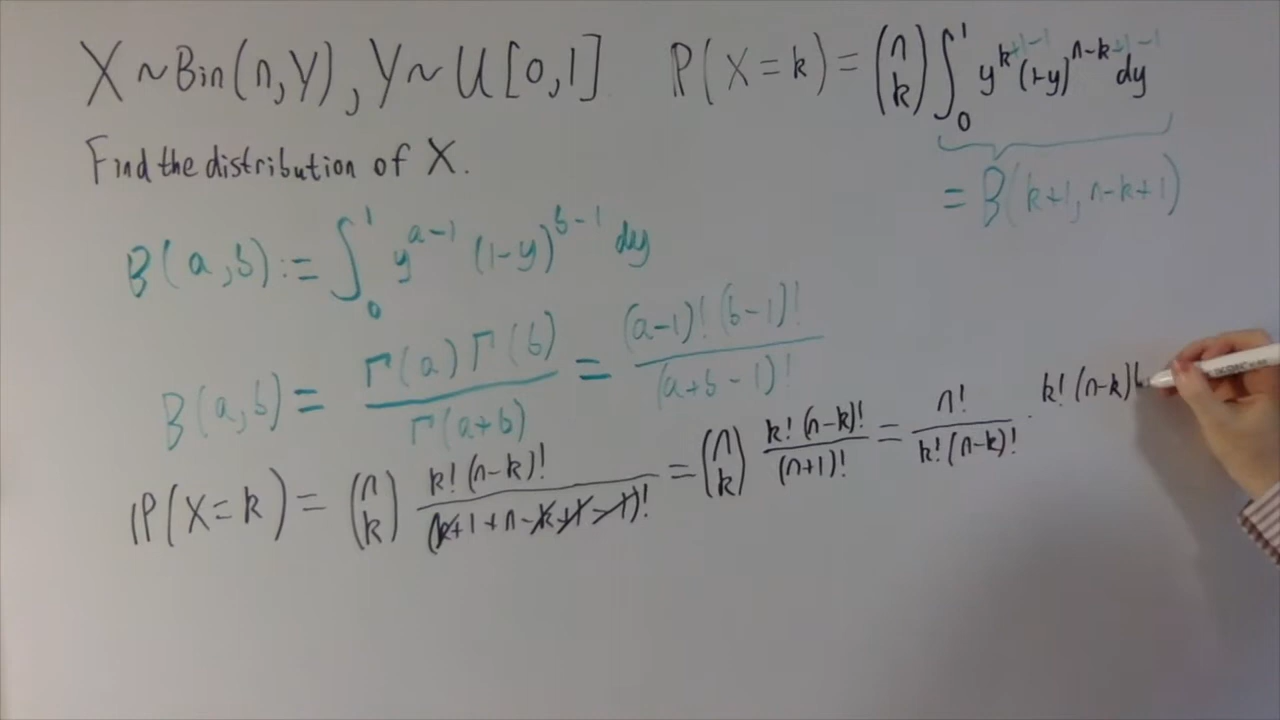 X ~ Bin(n,Y), Y ~ U[0,1]
P(X=k) = (n k) ∫₀¹ y^{k+1-1} (1-y)^{n-k+1-1} dy
= B(k+1, n-k+1)
Find the distribution of X.
B(a,b) := ∫₀¹ y^{a-1} (1-y)^{b-1} dy
B(a,b) = Γ(a)Γ(b) / Γ(a+b) = (a-1)! (b-1)! / (a+b-1)!
P(X=k) = (n k) k! (n-k)! / (k+1+n-k+1-1)! = (n k) k! (n-k)! / (n+1)! = n! / k! (n-k)! · k! (n-k)